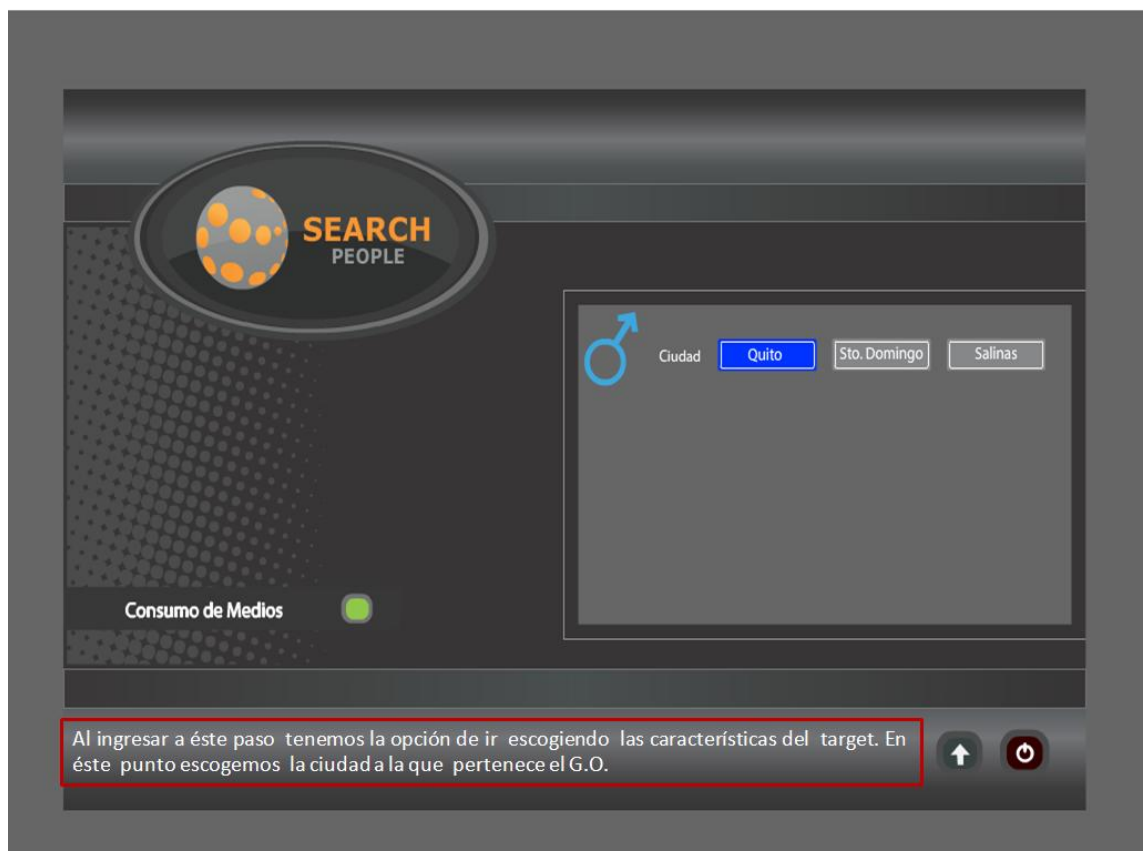 SEARCH
PEOPLE
Ciudad Quito Sto. Domingo Salinas
Consumo de Medios
Al ingresar a éste paso tenemos la opción de ir escogiendo las características del target. En
éste punto escogemos la ciudad a la que pertenece el G.O.